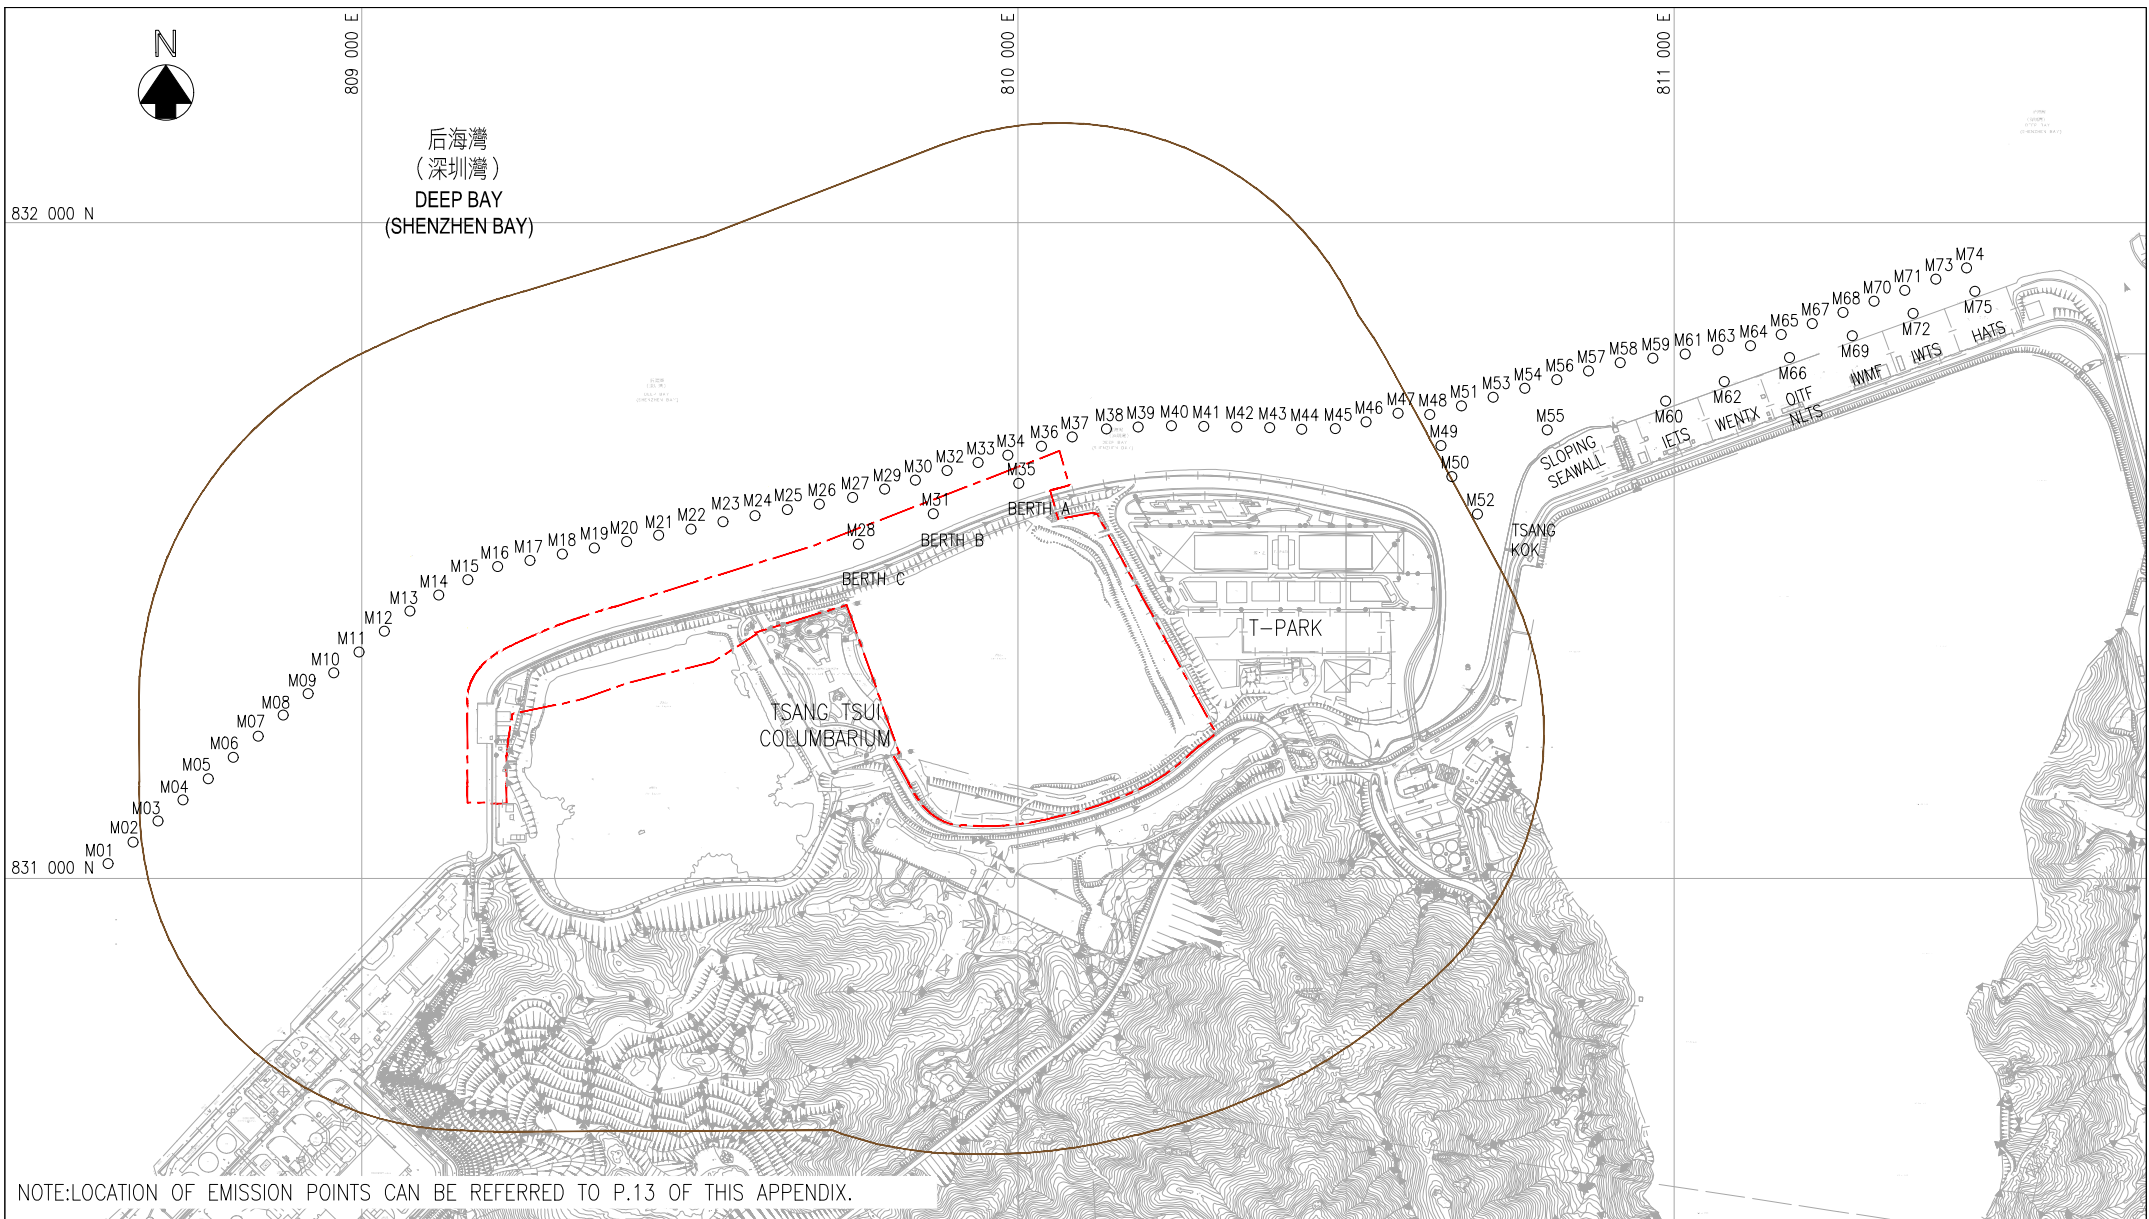 N
809 000 E
810 000 E
811 000 E
后海灣
(深圳灣)
DEEP BAY
(SHENZHEN BAY)
832 000 N
831 000 N
M01
M02
M03
M04
M05
M06
M07
M08
M09
M10
M11
M12
M13
M14
M15
M16
M17
M18
M19
M20
M21
M22
M23
M24
M25
M26
M27
M28
M29
M30
M31
M32
M33
M34
M35
M36
M37
M38
M39
M40
M41
M42
M43
M44
M45
M46
M47
M48
M49
M50
M51
M52
M53
M54
M55
M56
M57
M58
M59
M60
M61
M62
M63
M64
M65
M66
M67
M68
M69
M70
M71
M72
M73
M74
M75
BERTH A
BERTH B
BERTH C
T-PARK
TSANG TSUI
COLUMBARIUM
TSANG
KOK
SLOPING
SEAWALL
IETS
WENTX
OITF
NLTS
IWMF
IWTS
HATS
NOTE:LOCATION OF EMISSION POINTS CAN BE REFERRED TO P.13 OF THIS APPENDIX.